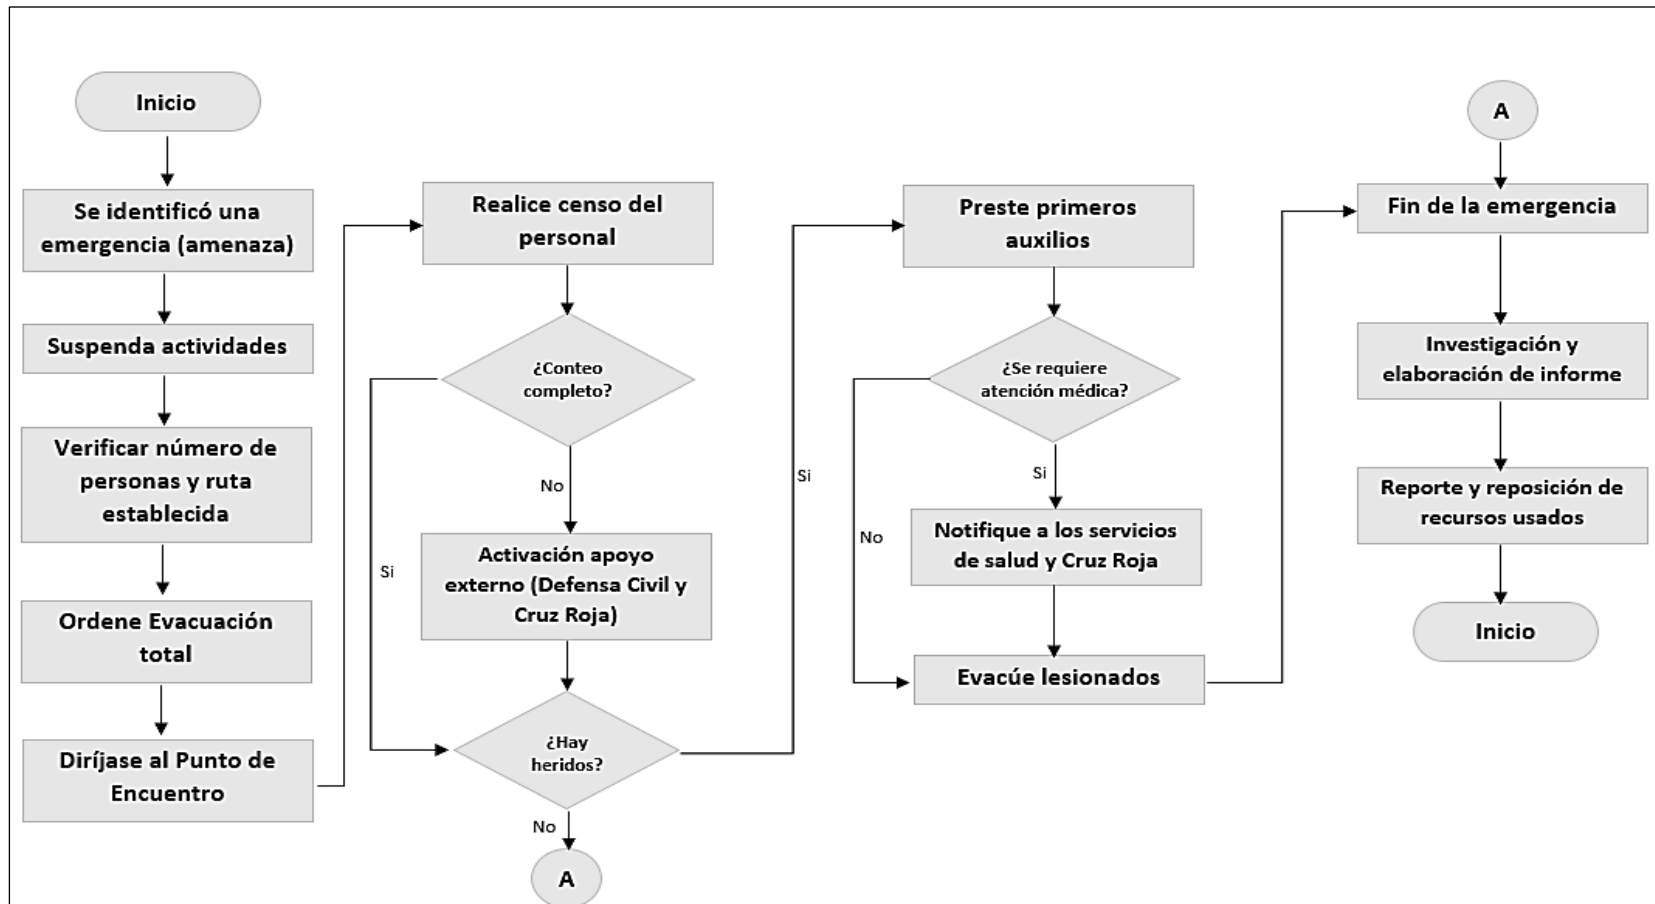 Inicio
Se identificó una
emergencia (amenaza)
Suspenda actividades
Verificar número de
personas y ruta
establecida
Ordene Evacuación
total
Diríjase al Punto de
Encuentro
Realice censo del
personal
¿Conteo
completo?
No
Si
Activación apoyo
externo (Defensa Civil y
Cruz Roja)
¿Hay
heridos?
No
A
Si
Preste primeros
auxilios
¿Se requiere
atención médica?
Si
No
Notifique a los servicios
de salud y Cruz Roja
Evacúe lesionados
A
Fin de la emergencia
Investigación y
elaboración de informe
Reporte y reposición de
recursos usados
Inicio